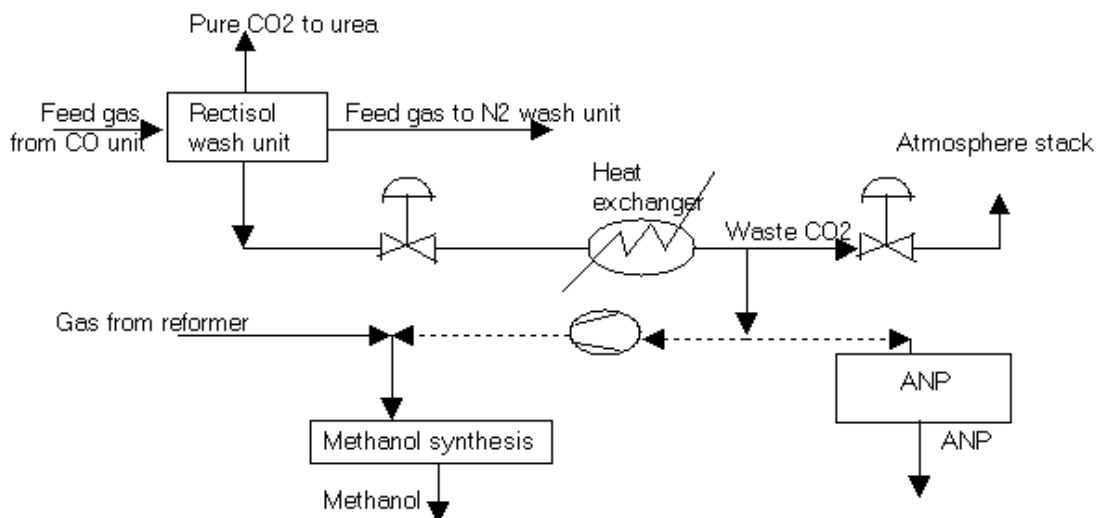 Pure CO2 to urea
Feed gas
from CO unit
Rectisol
wash unit
Feed gas to N2 wash unit
Atmosphere stack
Heat
exchanger
Waste CO2
Gas from reformer
ANP
Methanol synthesis
ANP
Methanol